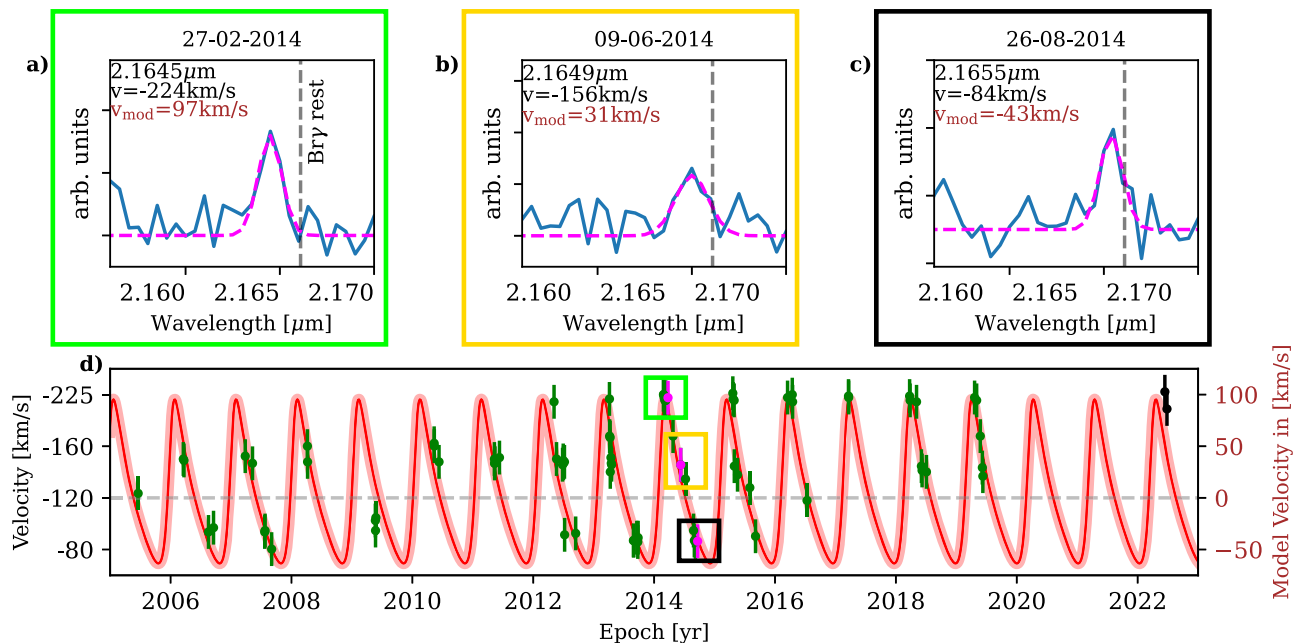 27-02-2014
a)
2.1645μm
v=-224km/s
v_mod=97km/s
Brγ rest
arb. units
2.160 2.165 2.170
Wavelength [μm]
09-06-2014
b)
2.1649μm
v=-156km/s
v_mod=31km/s
arb. units
2.160 2.165 2.170
Wavelength [μm]
26-08-2014
c)
2.1655μm
v=-84km/s
v_mod=-43km/s
arb. units
2.160 2.165 2.170
Wavelength [μm]
d)
Velocity [km/s]
-225
-160
-120
-80
100
50
0
−50
Model Velocity in [km/s]
2006 2008 2010 2012 2014 2016 2018 2020 2022
Epoch [yr]